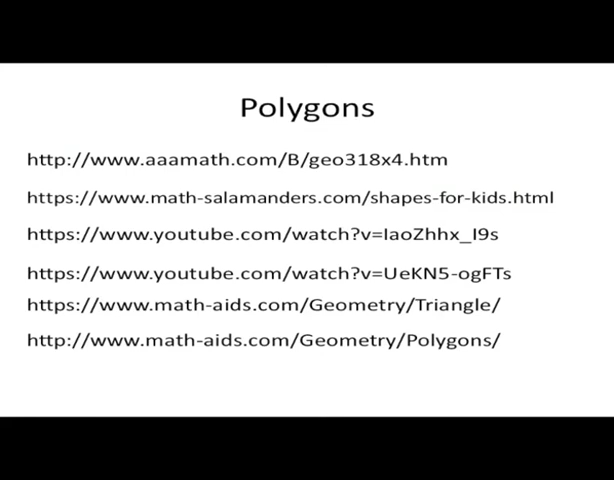 Polygons
http://www.aaamath.com/B/geo318x4.htm
https://www.math-salamanders.com/shapes-for-kids.html
http://www.youtube.com/watch?v=IaoZhhx_I9s
https://www.youtube.com/watch?v=UeKN5-ogFTs
https://www.math-aids.com/Geometry/Triangle/
http://www.math-aids.com/Geometry/Polygons/